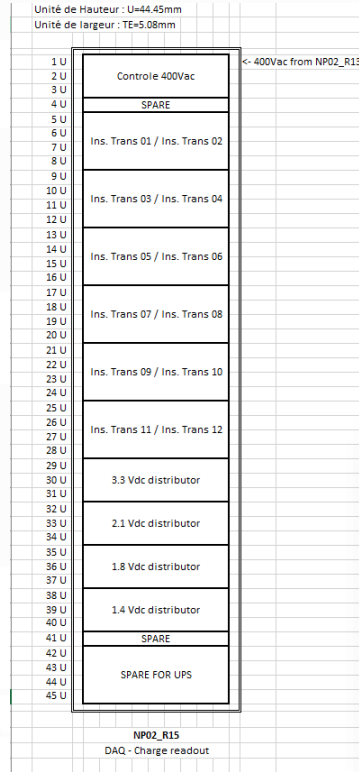 Unité de Hauteur : U=44.45mm
Unité de largeur : TE=5.08mm
1 U
<- 400Vac from NP02_R15
2 U Controle 400Vac
3 U
4 U SPARE
5 U
6 U
Ins. Trans 01 / Ins. Trans 02
7 U
8 U
9 U
10 U
Ins. Trans 03 / Ins. Trans 04
11 U
12 U
13 U
14 U
Ins. Trans 05 / Ins. Trans 06
15 U
16 U
17 U
18 U
Ins. Trans 07 / Ins. Trans 08
19 U
20 U
21 U
22 U
Ins. Trans 09 / Ins. Trans 10
23 U
24 U
25 U
26 U
Ins. Trans 11 / Ins. Trans 12
27 U
28 U
29 U
30 U 3.3 Vdc distributor
31 U
32 U
33 U 2.1 Vdc distributor
34 U
35 U
36 U 1.8 Vdc distributor
37 U
38 U
39 U 1.4 Vdc distributor
40 U
41 U SPARE
42 U
43 U
SPARE FOR UPS
44 U
45 U
NP02_R15
DAQ - Charge readout